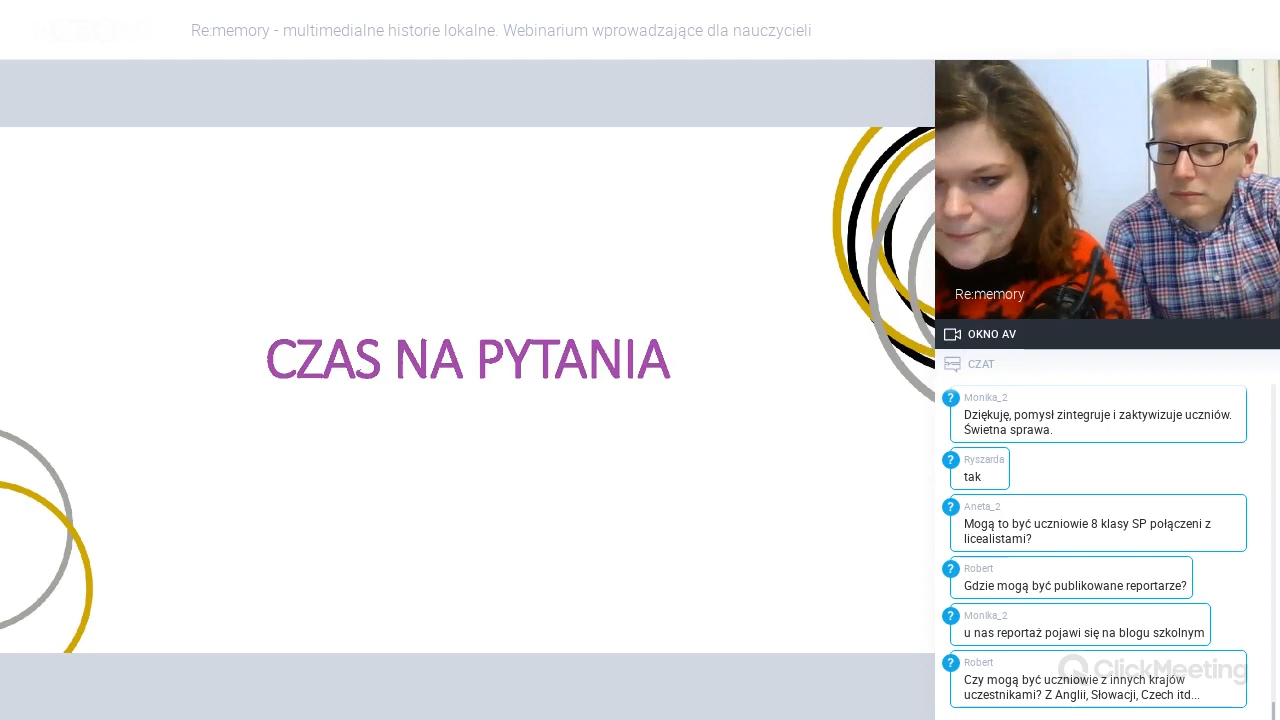 Re:memory - multimedialne historie lokalne. Webinarium wprowadzające dla nauczycieli
CZAS NA PYTANIA
Re:memory
OKNO AV
CZAT
? Monika_2
Dziękuję, pomysł zintegruje i zaktywizuje uczniów.
Świetna sprawa.
? Ryszarda
tak
? Aneta_2
Mogą to być uczniowie 8 klasy SP połączeni z
licealistami?
? Robert
Gdzie mogą być publikowane reportarze?
? Monika_2
u nas reportaż pojawi się na blogu szkolnym
? Robert
Czy mogą być uczniowie z innych krajów
uczestnikami? Z Anglii, Słowacji, Czech itd...
ClickMeeting